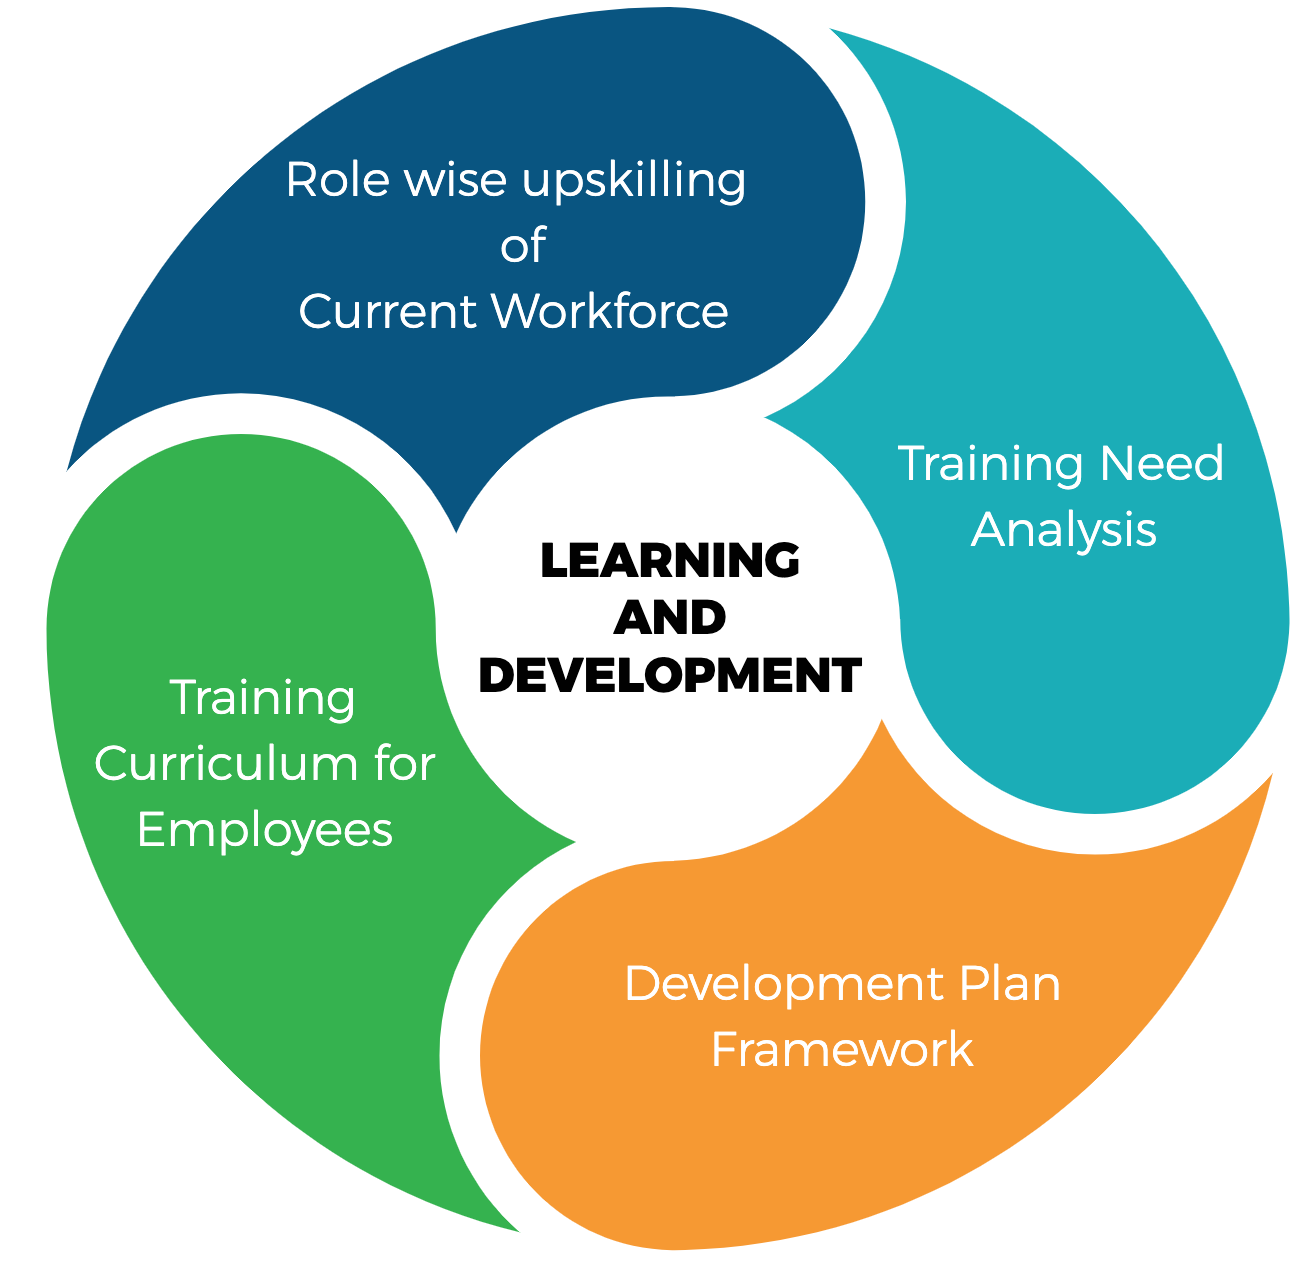 Role wise upskilling
of
Current Workforce
Training Need
Analysis
LEARNING
AND
DEVELOPMENT
Training
Curriculum for
Employees
Development Plan
Framework